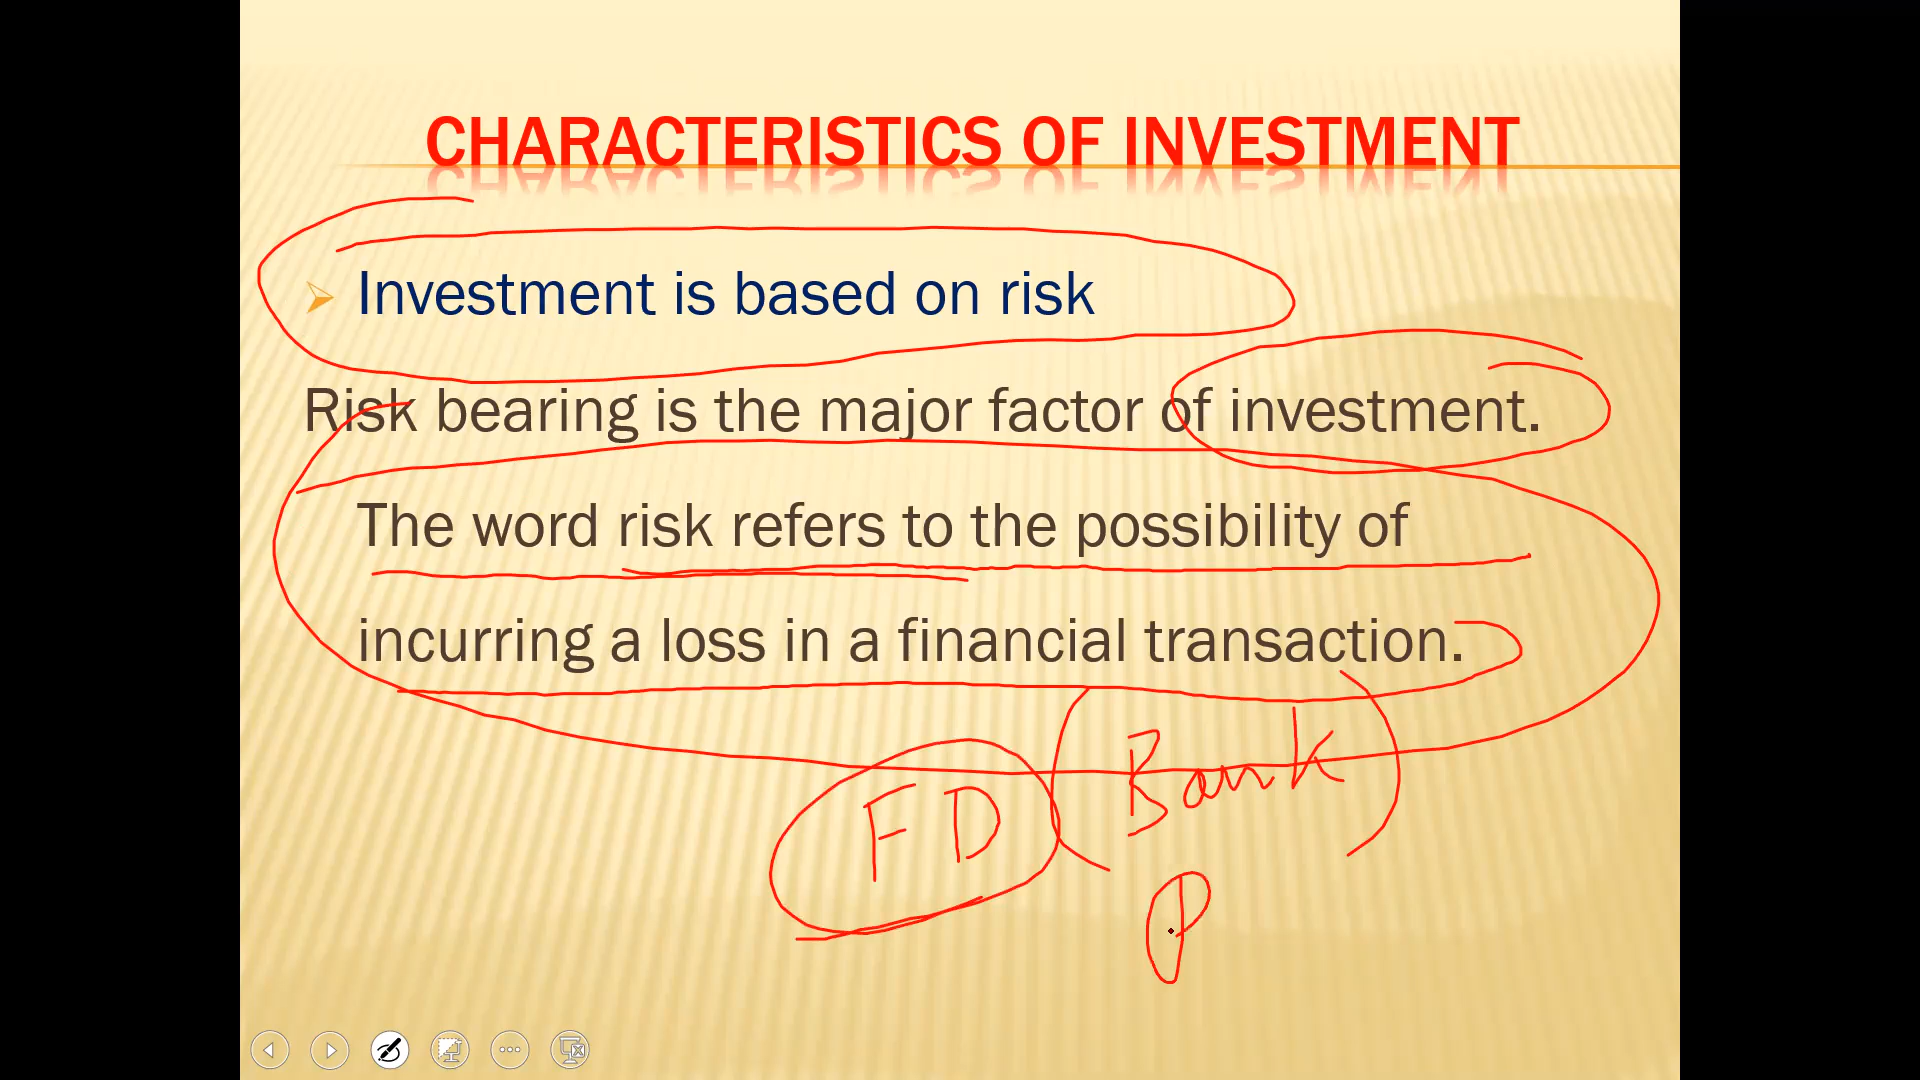 CHARACTERISTICS OF INVESTMENT
Investment is based on risk
Risk bearing is the major factor of investment.
The word risk refers to the possibility of
incurring a loss in a financial transaction.
FD Bank
P